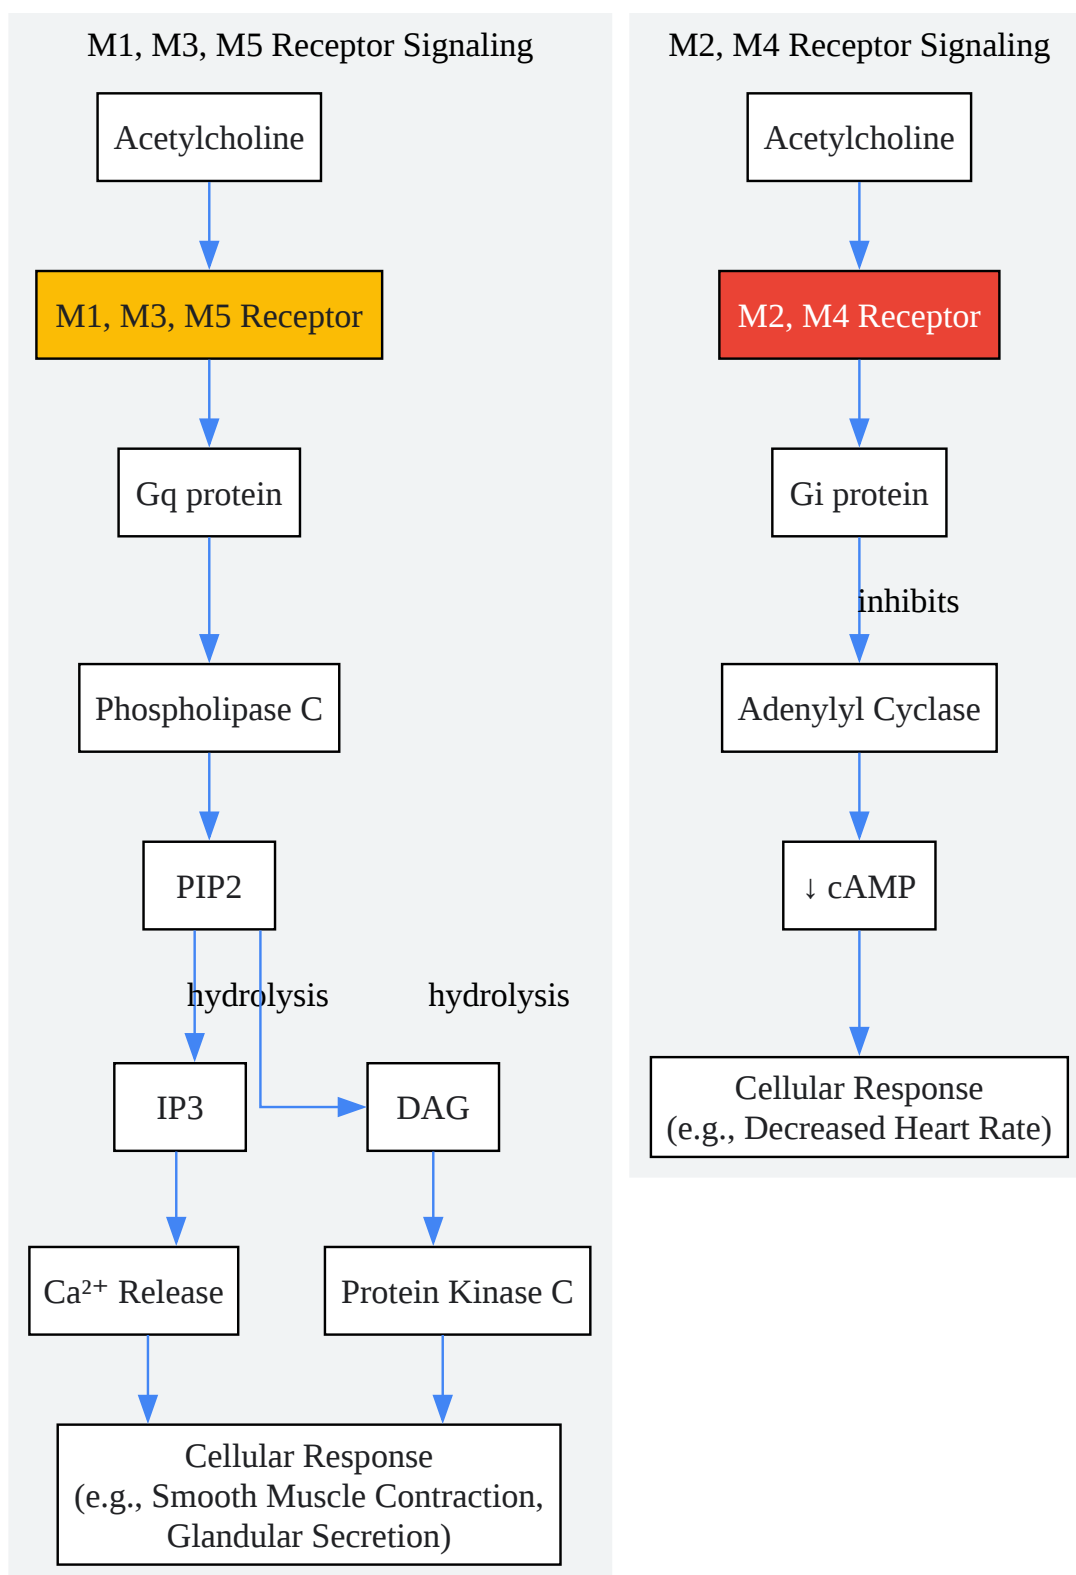 M1, M3, M5 Receptor Signaling
Acetylcholine
M1, M3, M5 Receptor
Gq protein
Phospholipase C
PIP2
hydrolysis
hydrolysis
IP3
DAG
Ca²⁺ Release
Protein Kinase C
Cellular Response
(e.g., Smooth Muscle Contraction,
Glandular Secretion)
M2, M4 Receptor Signaling
Acetylcholine
M2, M4 Receptor
Gi protein
inhibits
Adenylyl Cyclase
↓ cAMP
Cellular Response
(e.g., Decreased Heart Rate)